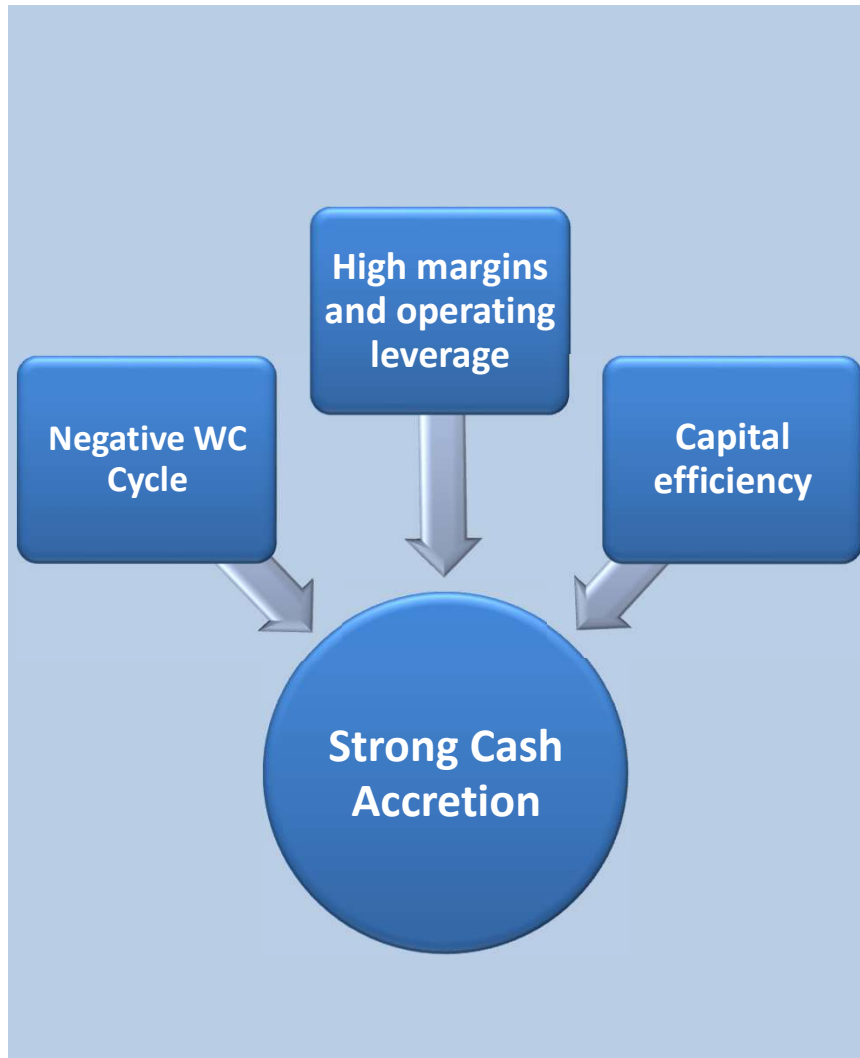 High margins
and operating
leverage
Negative WC
Cycle
Capital
efficiency
Strong Cash
Accretion